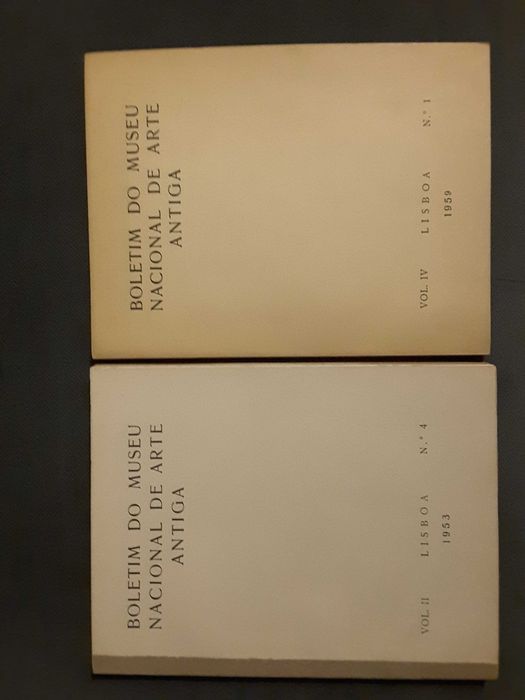 BOLETIM DO MUSEU
NACIONAL DE ARTE
ANTIGA
VOL. IV LISBOA N.º 1
1959
BOLETIM DO MUSEU
NACIONAL DE ARTE
ANTIGA
VOL. II LISBOA N.º 4
1953